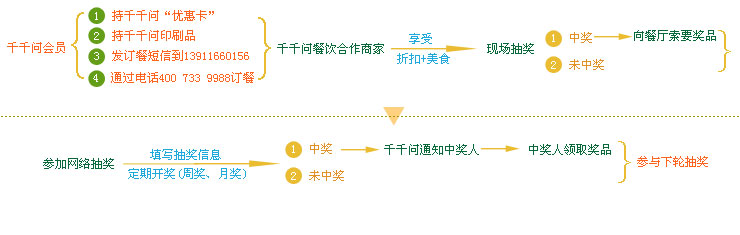 千千问会员
1 持千千问“优惠卡”
2 持千千问印刷品
3 发订餐短信到13911660156
4 通过电话400 733 9988订餐
千千问餐饮合作商家
享受
折扣+美食
现场抽奖
1 中奖
向餐厅索要奖品
2 未中奖
参加网络抽奖
填写抽奖信息
定期开奖(周奖、月奖)
1 中奖
千千问通知中奖人
中奖人领取奖品
2 未中奖
参与下轮抽奖